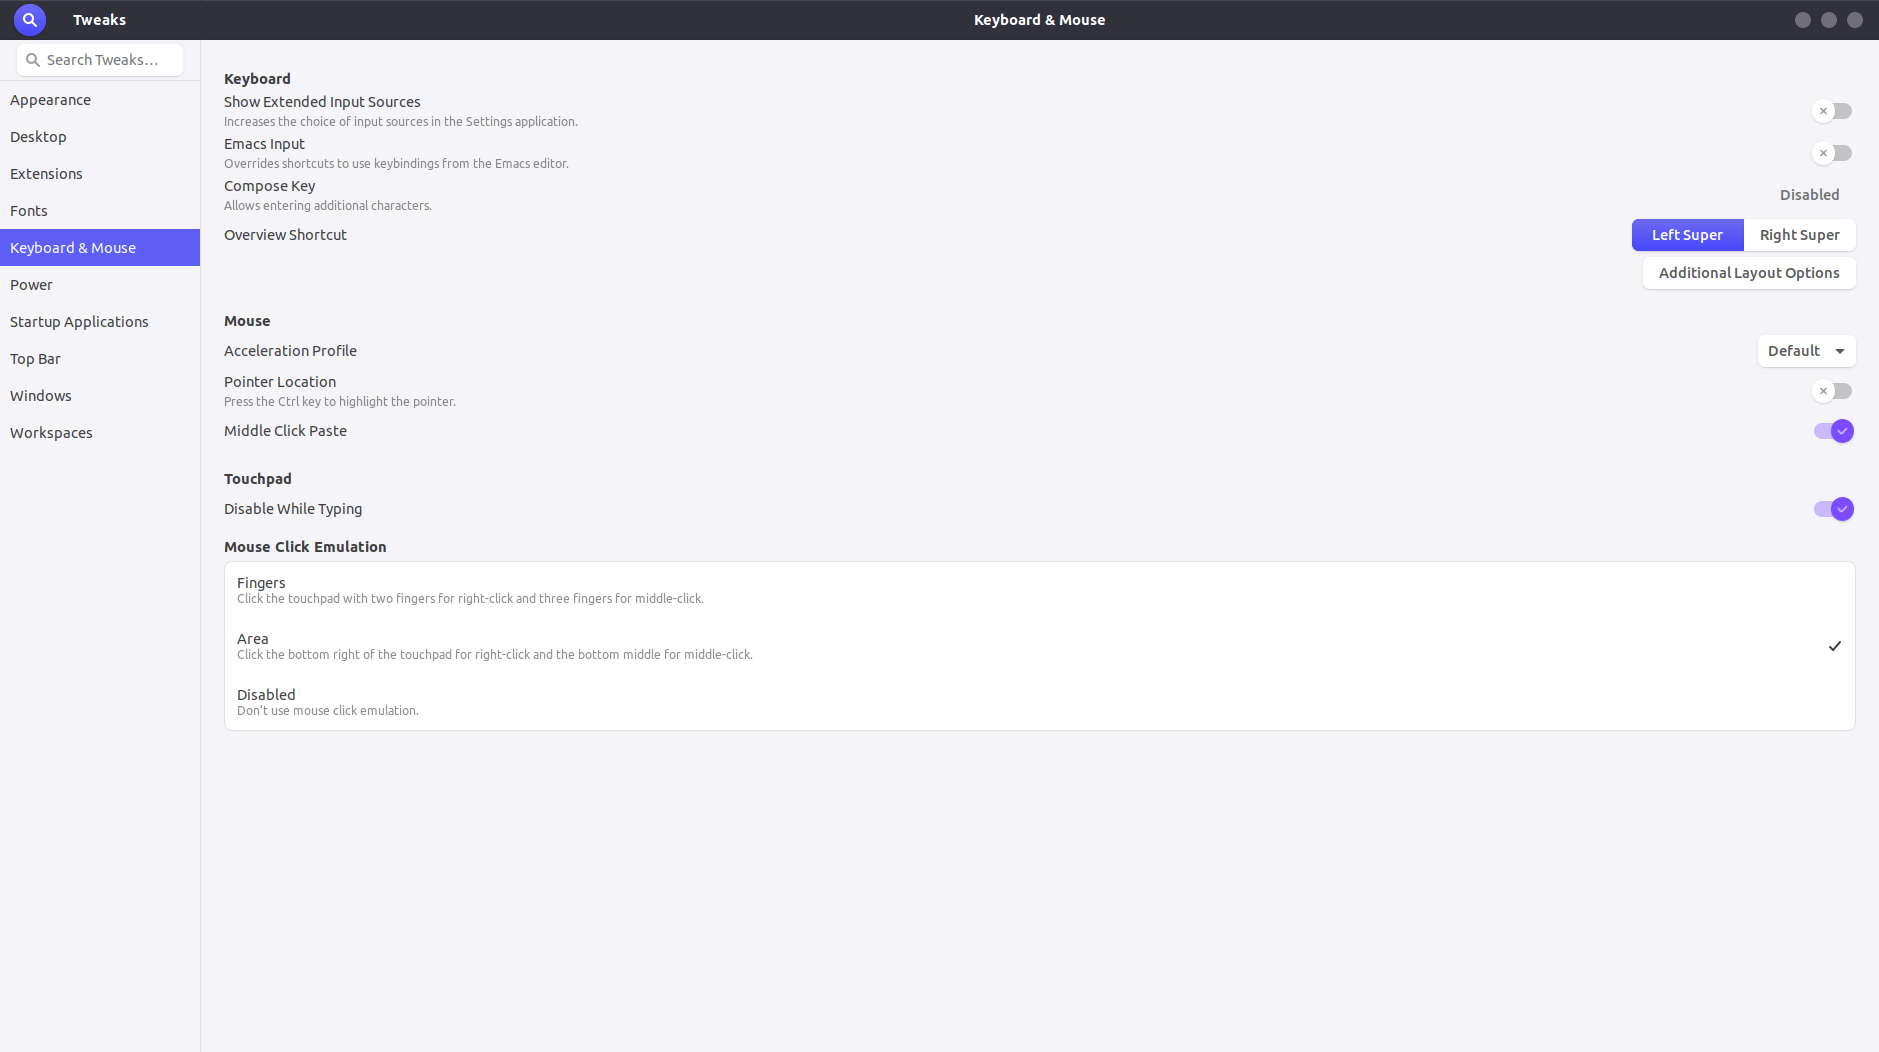 Tweaks
Keyboard & Mouse
Search Tweaks...
Appearance
Desktop
Extensions
Fonts
Keyboard & Mouse
Power
Startup Applications
Top Bar
Windows
Workspaces
Keyboard
Show Extended Input Sources
Increases the choice of input sources in the Settings application.
Emacs Input
Overrides shortcuts to use keybindings from the Emacs editor.
Compose Key
Disabled
Allows entering additional characters.
Overview Shortcut
Left Super
Right Super
Additional Layout Options
Mouse
Acceleration Profile
Default
Pointer Location
Press the Ctrl key to highlight the pointer.
Middle Click Paste
Touchpad
Disable While Typing
Mouse Click Emulation
Fingers
Click the touchpad with two fingers for right-click and three fingers for middle-click.
Area
Click the bottom right of the touchpad for right-click and the bottom middle for middle-click.
Disabled
Don't use mouse click emulation.